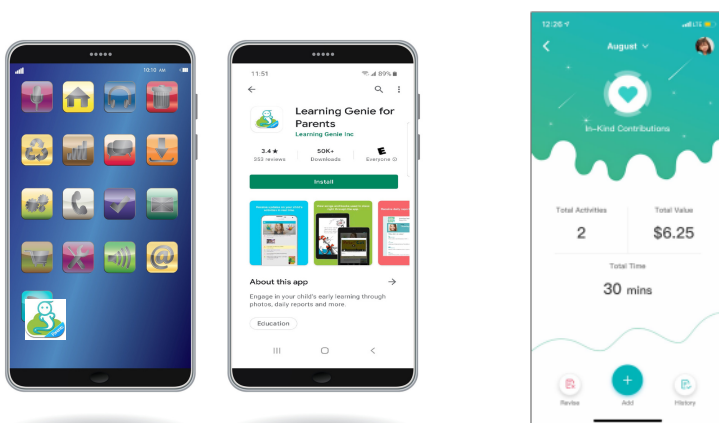 10:10 AM
11:51
89%
Learning Genie for
Parents
Learning Genie Inc
3.4 ★
353 reviews
50K+
Downloads
E
Everyone
Install
About this app
Engage in your child's early learning through
photos, daily reports and more.
Education
12:26
LTE
August
In-Kind Contributions
Total Activities
2
Total Value
$6.25
Total Time
30 mins
Revise
Add
History